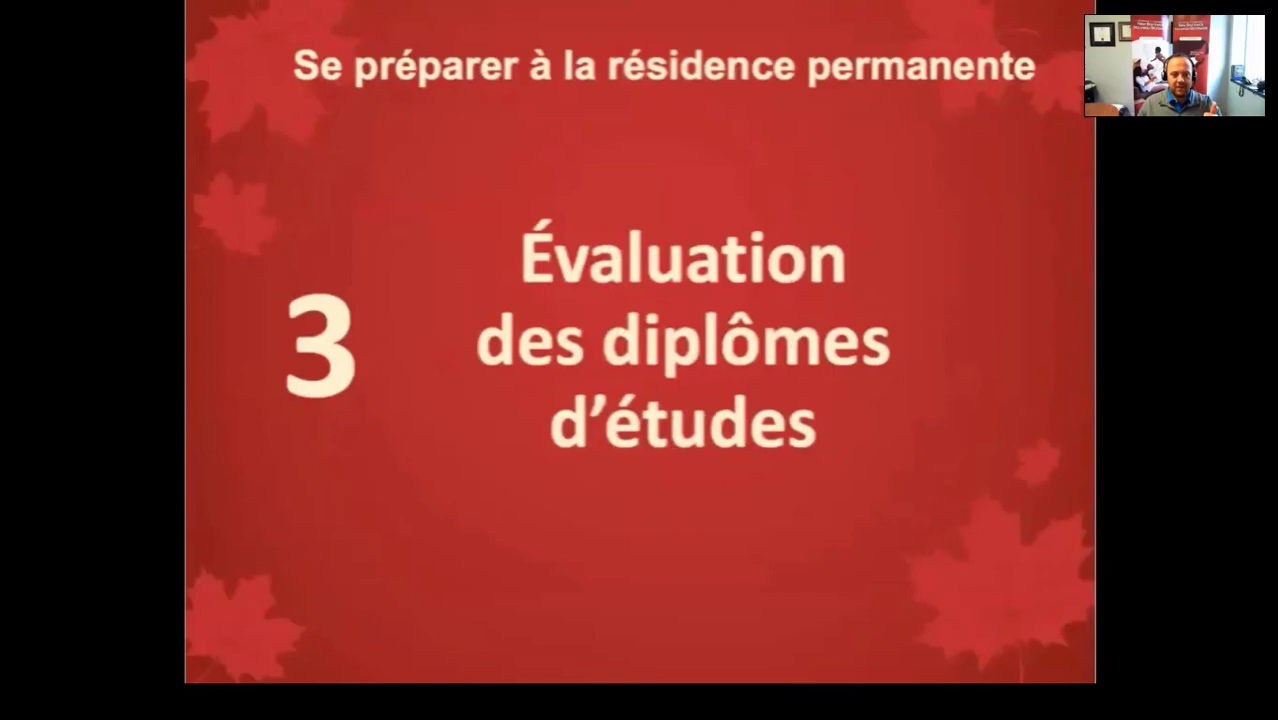 Se préparer à la résidence permanente
3
Évaluation
des diplômes
d’études